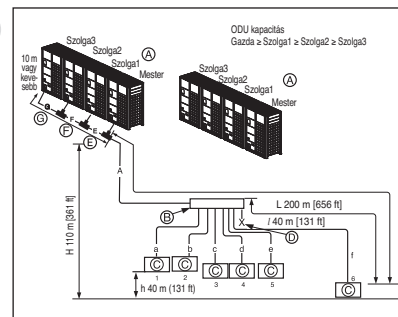 ODU kapacitás
Gazda ≥ Szolga1 ≥ Szolga2 ≥ Szolga3
Szolga3
Szolga2
Szolga1
Mester
A
Szolga3
Szolga2
Szolga1
Mester
A
10 m
vagy
keve-
sebb
G
F
E
G
F
E
A
H 110 m [361 ft]
B
L 200 m [656 ft]
l 40 m [131 ft]
X
D
a
b
c
d
e
f
C
1
C
2
C
3
C
4
C
5
C
6
h 40 m (131 ft)